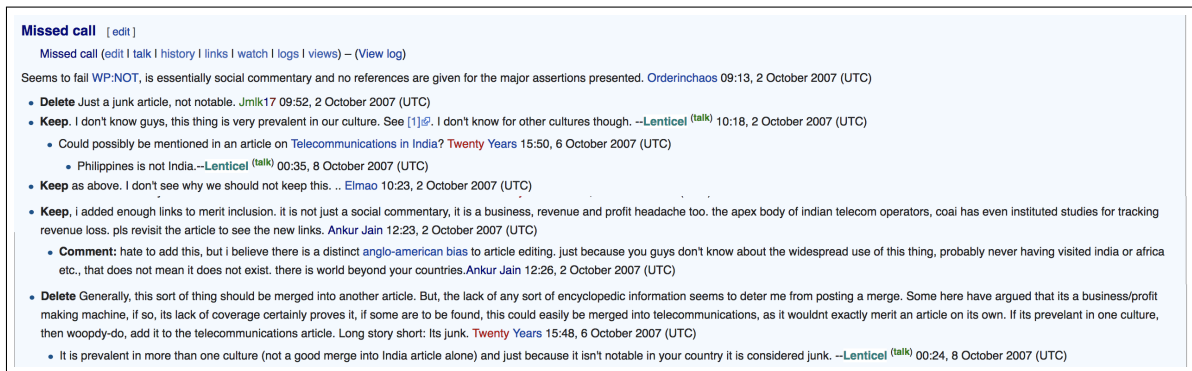 Missed call [ edit ]
Missed call (edit | talk | history | links | watch | logs | views) – (View log)
Seems to fail WP:NOT, is essentially social commentary and no references are given for the major assertions presented. Orderinchaos 09:13, 2 October 2007 (UTC)
• Delete Just a junk article, not notable. Jmlk17 09:52, 2 October 2007 (UTC)
• Keep. I don't know guys, this thing is very prevalent in our culture. See [1]. I don't know for other cultures though. --Lenticel (talk) 10:18, 2 October 2007 (UTC)
• Could possibly be mentioned in an article on Telecommunications in India? Twenty Years 15:50, 6 October 2007 (UTC)
• Philippines is not India.--Lenticel (talk) 00:35, 8 October 2007 (UTC)
• Keep as above. I don't see why we should not keep this. .. Elmao 10:23, 2 October 2007 (UTC)
• Keep, i added enough links to merit inclusion. it is not just a social commentary, it is a business, revenue and profit headache too. the apex body of indian telecom operators, coai has even instituted studies for tracking
revenue loss. pls revisit the article to see the new links. Ankur Jain 12:23, 2 October 2007 (UTC)
• Comment: hate to add this, but i believe there is a distinct anglo-american bias to article editing. just because you guys don't know about the widespread use of this thing, probably never having visited india or africa
etc., that does not mean it does not exist. there is world beyond your countries.Ankur Jain 12:26, 2 October 2007 (UTC)
• Delete Generally, this sort of thing should be merged into another article. But, the lack of any sort of encyclopedic information seems to deter me from posting a merge. Some here have argued that its a business/profit
making machine, if so, its lack of coverage certainly proves it, if some are to be found, this could easily be merged into telecommunications, as it wouldnt exactly merit an article on its own. If its prevelant in one culture,
then woopdy-do, add it to the telecommunications article. Long story short: Its junk. Twenty Years 15:48, 6 October 2007 (UTC)
• It is prevalent in more than one culture (not a good merge into India article alone) and just because it isn't notable in your country it is considered junk. --Lenticel (talk) 00:24, 8 October 2007 (UTC)